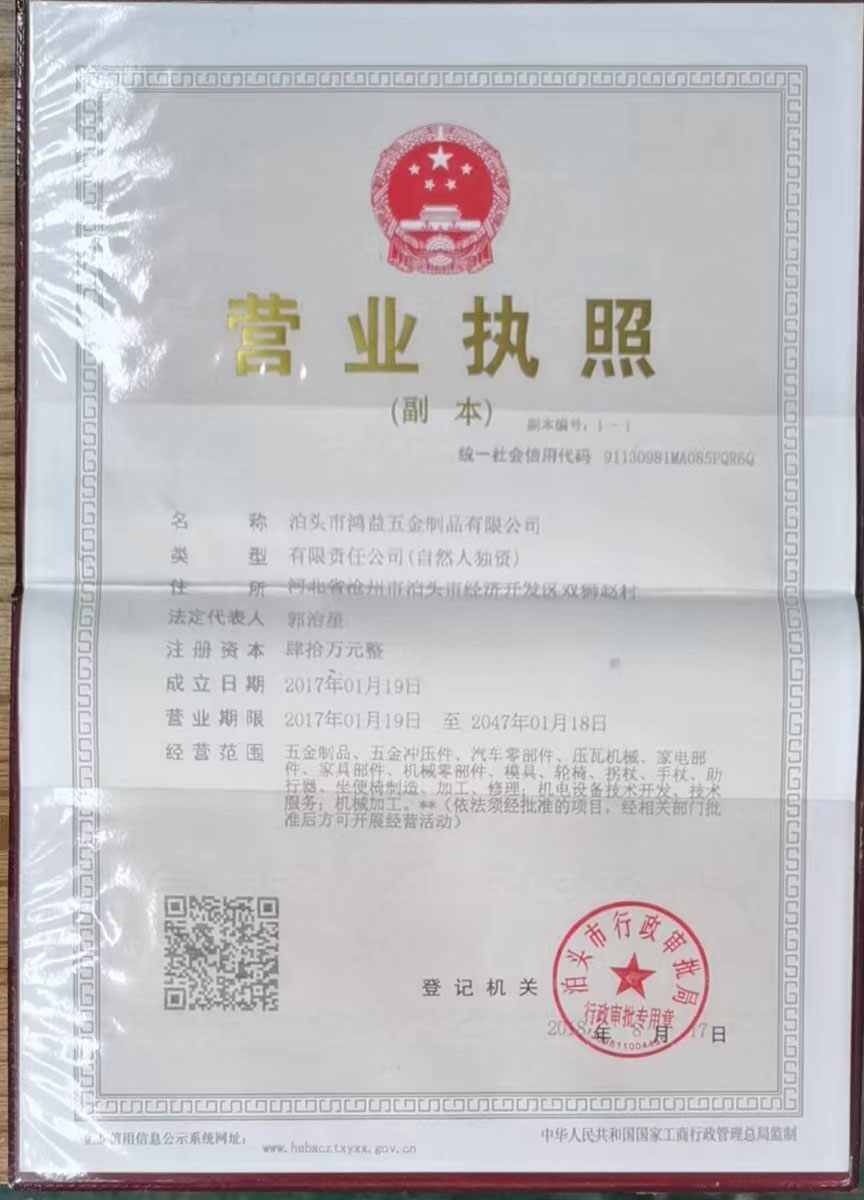 营业执照
(副 本)
副本编号：1－1
统一社会信用代码 91130981MA085PQR6Q
名 称 泊头市鸿益五金制品有限公司
类 型 有限责任公司(自然人独资)
住 所 河北省沧州市泊头市经济开发区双狮赵村
法定代表人 郭治星
注册资本 肆拾万元整
成立日期 2017年01月19日
营业期限 2017年01月19日 至 2047年01月18日
经营范围 五金制品、五金冲压件、汽车零部件、压瓦机械、家电部
件、家具部件、机械零部件、模具、轮椅、拐杖、手杖、助
行器、坐便椅制造、加工、修理；机电设备技术开发、技术
服务；机械加工。**（依法须经批准的项目，经相关部门批
准后方可开展经营活动）
泊头市行政审批局
登记机关
行政审批专用章
2018年 8月 17日
信用信息公示系统网址：
www.hebscztxyxx.gov.cn
中华人民共和国国家工商行政管理总局监制